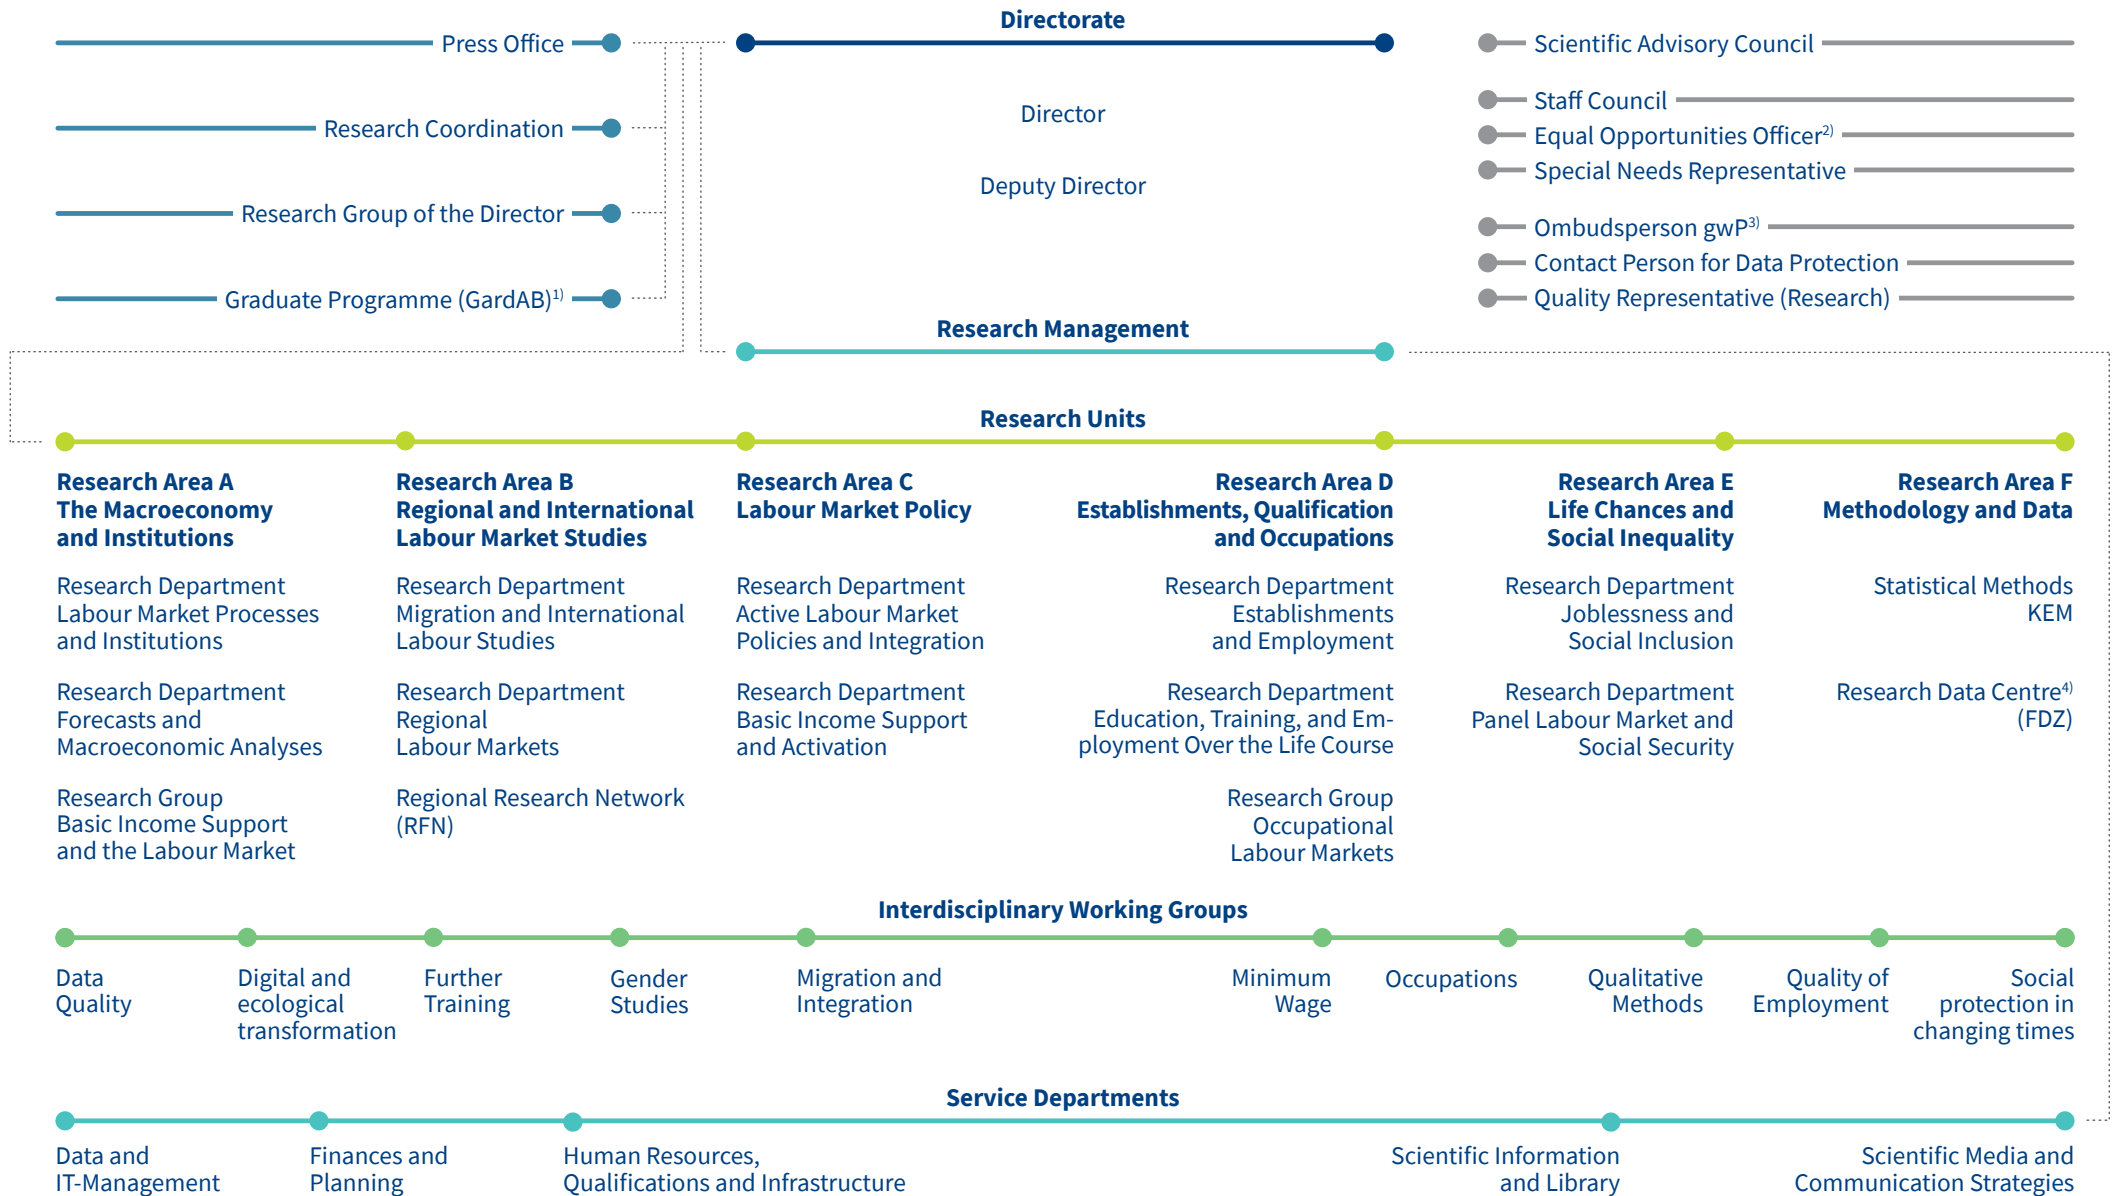 Directorate
Press Office
Research Coordination
Research Group of the Director
Graduate Programme (GardAB)1)
Director
Deputy Director
Scientific Advisory Council
Staff Council
Equal Opportunities Officer2)
Special Needs Representative
Ombudsperson gwP3)
Contact Person for Data Protection
Quality Representative (Research)
Research Management
Research Units
Research Area A
The Macroeconomy
and Institutions
Research Department
Labour Market Processes
and Institutions
Research Department
Forecasts and
Macroeconomic Analyses
Research Group
Basic Income Support
and the Labour Market
Research Area B
Regional and International
Labour Market Studies
Research Department
Migration and International
Labour Studies
Research Department
Regional
Labour Markets
Regional Research Network
(RFN)
Research Area C
Labour Market Policy
Research Department
Active Labour Market
Policies and Integration
Research Department
Basic Income Support
and Activation
Research Area D
Establishments, Qualification
and Occupations
Research Department
Establishments
and Employment
Research Department
Education, Training, and Em-
ployment Over the Life Course
Research Group
Occupational
Labour Markets
Research Area E
Life Chances and
Social Inequality
Research Department
Joblessness and
Social Inclusion
Research Department
Panel Labour Market and
Social Security
Research Area F
Methodology and Data
Statistical Methods
KEM
Research Data Centre4)
(FDZ)
Interdisciplinary Working Groups
Data
Quality
Digital and
ecological
transformation
Further
Training
Gender
Studies
Migration and
Integration
Minimum
Wage
Occupations
Qualitative
Methods
Quality of
Employment
Social
protection in
changing times
Service Departments
Data and
IT-Management
Finances and
Planning
Human Resources,
Qualifications and Infrastructure
Scientific Information
and Library
Scientific Media and
Communication Strategies